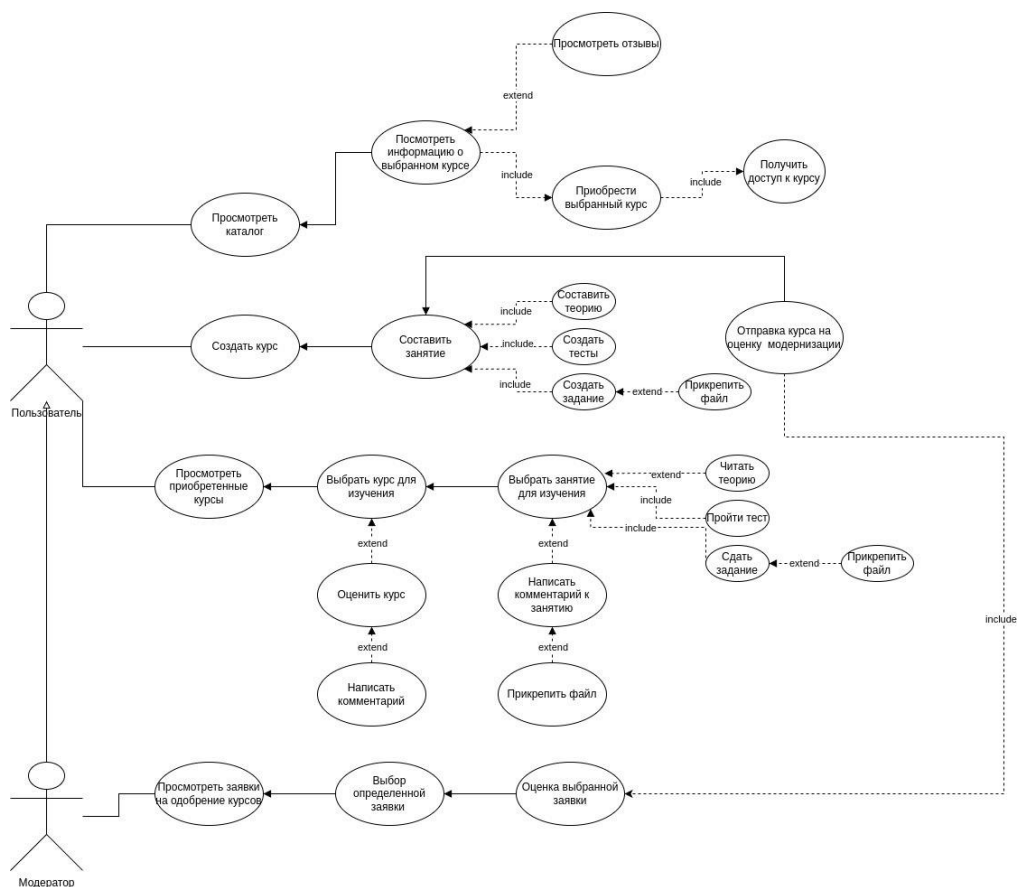 Просмотреть отзывы
extend
Посмотреть
информацию о
выбранном курсе
include
Приобрести
выбранный курс
include
Получить
доступ к курсу
Просмотреть
каталог
Пользователь
Создать курс
Составить
занятие
include
Составить
теорию
include
Создать
тесты
include
Создать
задание
extend
Прикрепить
файл
Отправка курса на
оценку модернизации
Просмотреть
приобретенные
курсы
Выбрать курс для
изучения
Выбрать занятие
для изучения
extend
Читать
теорию
include
Пройти тест
include
Сдать
задание
extend
Прикрепить
файл
extend
extend
Оценить курс
Написать
комментарий к
занятию
extend
extend
Написать
комментарий
Прикрепить файл
include
Просмотреть заявки
на одобрение курсов
Выбор
определенной
заявки
Оценка выбранной
заявки
Модератор